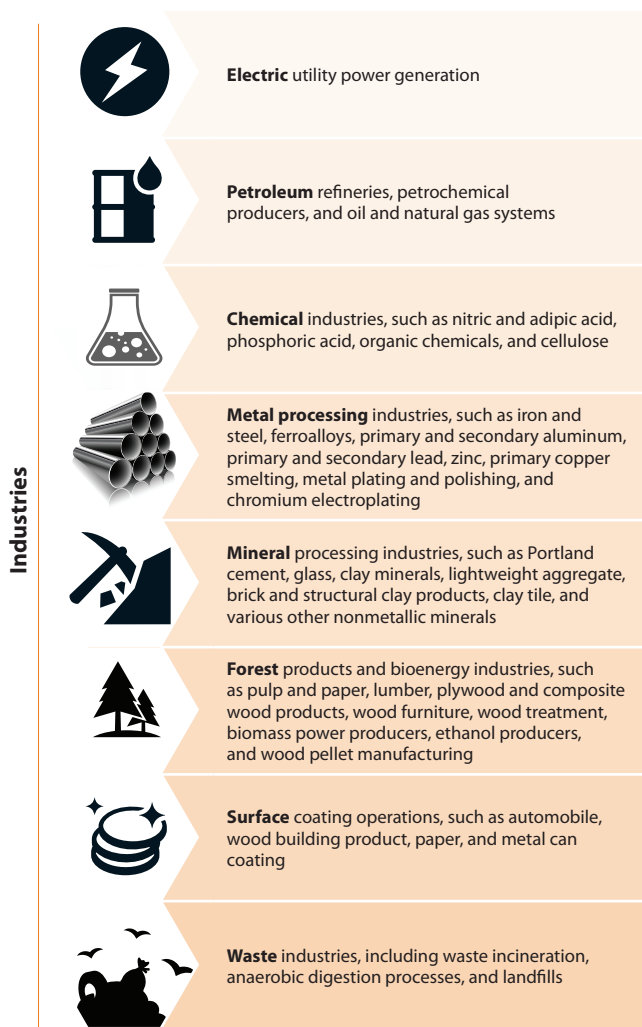 Industries
Electric utility power generation
Petroleum refineries, petrochemical
producers, and oil and natural gas systems
Chemical industries, such as nitric and adipic acid,
phosphoric acid, organic chemicals, and cellulose
Metal processing industries, such as iron and
steel, ferroalloys, primary and secondary aluminum,
primary and secondary lead, zinc, primary copper
smelting, metal plating and polishing, and
chromium electroplating
Mineral processing industries, such as Portland
cement, glass, clay minerals, lightweight aggregate,
brick and structural clay products, clay tile, and
various other nonmetallic minerals
Forest products and bioenergy industries, such
as pulp and paper, lumber, plywood and composite
wood products, wood furniture, wood treatment,
biomass power producers, ethanol producers,
and wood pellet manufacturing
Surface coating operations, such as automobile,
wood building product, paper, and metal can
coating
Waste industries, including waste incineration,
anaerobic digestion processes, and landfills